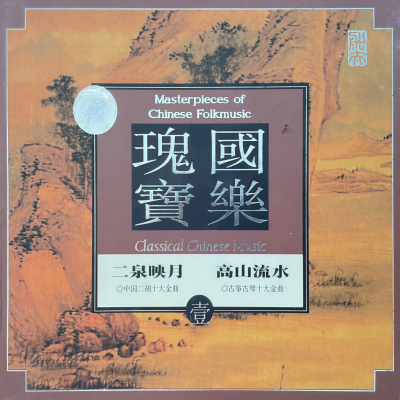 Masterpieces of
Chinese Folkmusic
國樂
瑰寶
Classical Chinese Music
二泉映月
◎中国二胡十大金曲
高山流水
◎古筝古琴十大金曲
壹